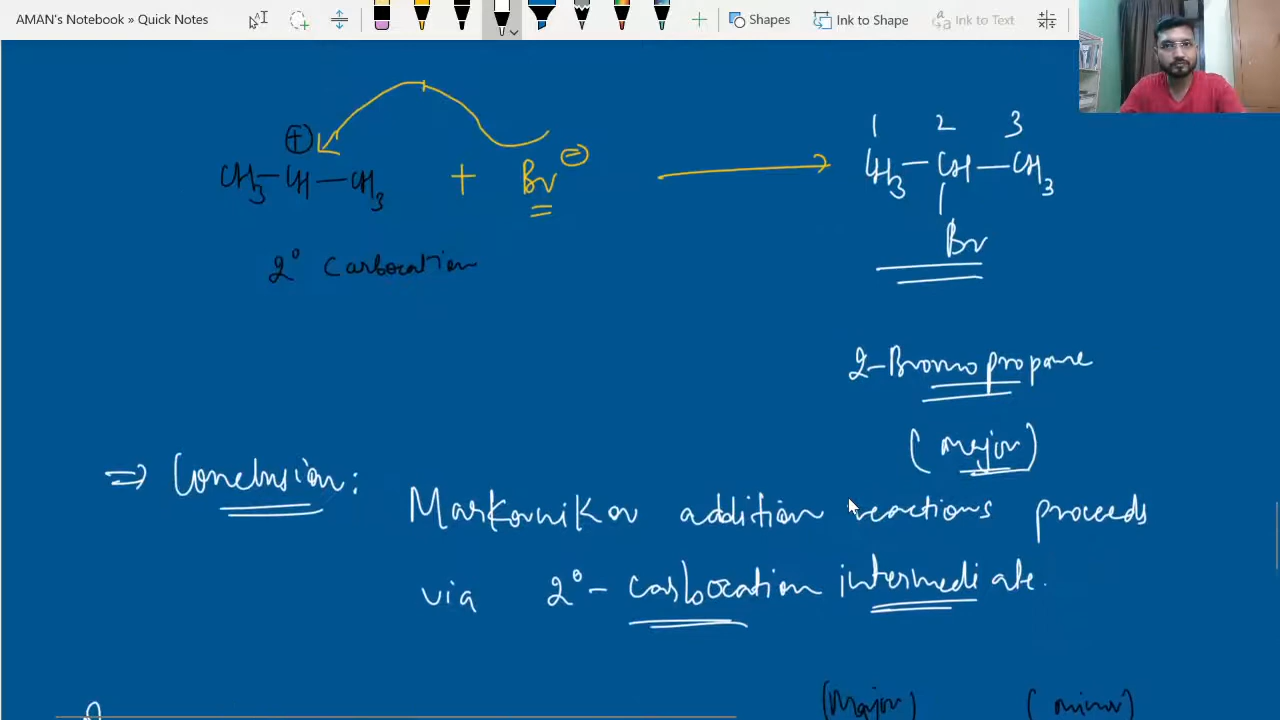 AMAN's Notebook » Quick Notes
Shapes
Ink to Shape
Ink to Text
1 2 3
⊕
CH3–CH–CH3 + Br⊖ → CH3–CH–CH3
|
Br
2° Carbocation
2-Bromopropane
(major)
⇒ Conclusion:
Markovnikov addition reactions proceeds
via 2°- carbocation intermediate.
(Major) (minor)